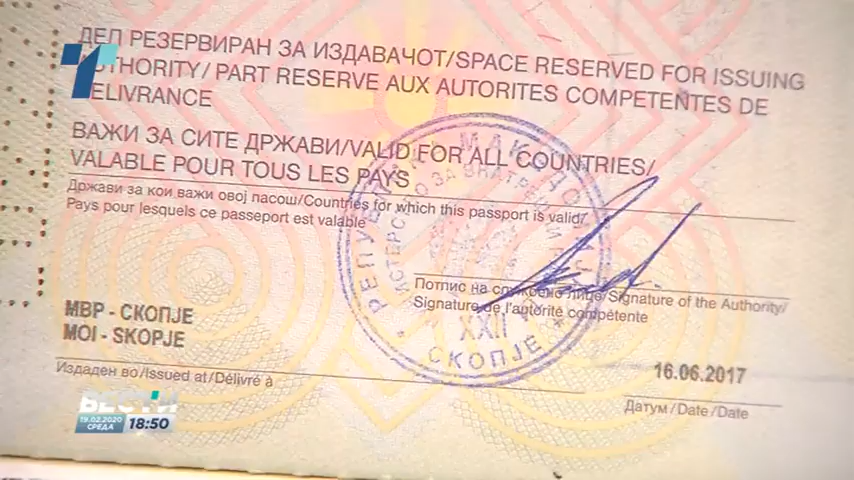 ДЕЛ РЕЗЕРВИРАН ЗА ИЗДАВАЧОТ/SPACE RESERVED FOR ISSUING
AUTHORITY/ PART RESERVE AUX AUTORITES COMPETENTES DE
DELIVRANCE
ВАЖИ ЗА СИТЕ ДРЖАВИ/VALID FOR ALL COUNTRIES/
VALABLE POUR TOUS LES PAYS
Држави за кои важи овој пасош/Countries for which this passport is valid/
Pays pour lesquels ce passeport est valable
РЕПУБЛИКА МАКЕДОНИЈА
СКОПЈЕ
XXII
Потпис на службено лице/Signature of the Authority/
Signature de l'autorité compétente
МВР - СКОПЈЕ
MOI - SKOPJE
16.06.2017
Издаден во/Issued at/Délivré à
Датум/Date/Date
ВЕСТИ
19.02.2020
СРЕДА
18:50